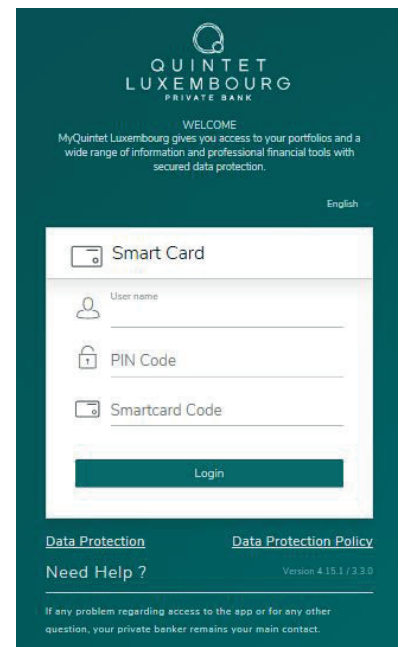 QUINTET
LUXEMBOURG
PRIVATE BANK
WELCOME
MyQuintet Luxembourg gives you access to your portfolios and a
wide range of information and professional financial tools with
secured data protection.
English
Smart Card
User name
PIN Code
Smartcard Code
Login
Data Protection Data Protection Policy
Need Help ? Version 4.15.1 / 3.3.0
If any problem regarding access to the app or for any other
question, your private banker remains your main contact.